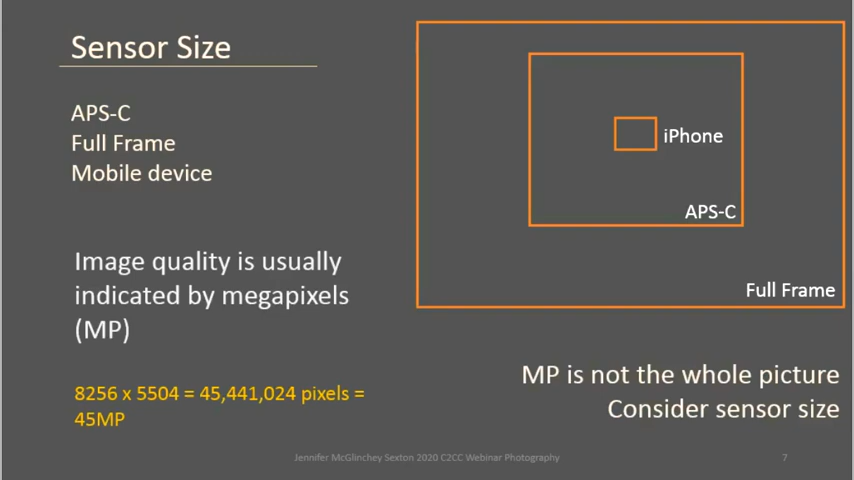 Sensor Size
APS-C
Full Frame
Mobile device
Image quality is usually
indicated by megapixels
(MP)
8256 x 5504 = 45,441,024 pixels =
45MP
iPhone
APS-C
Full Frame
MP is not the whole picture
Consider sensor size
Jennifer McGlinchey Sexton 2020 C2CC Webinar Photography
7